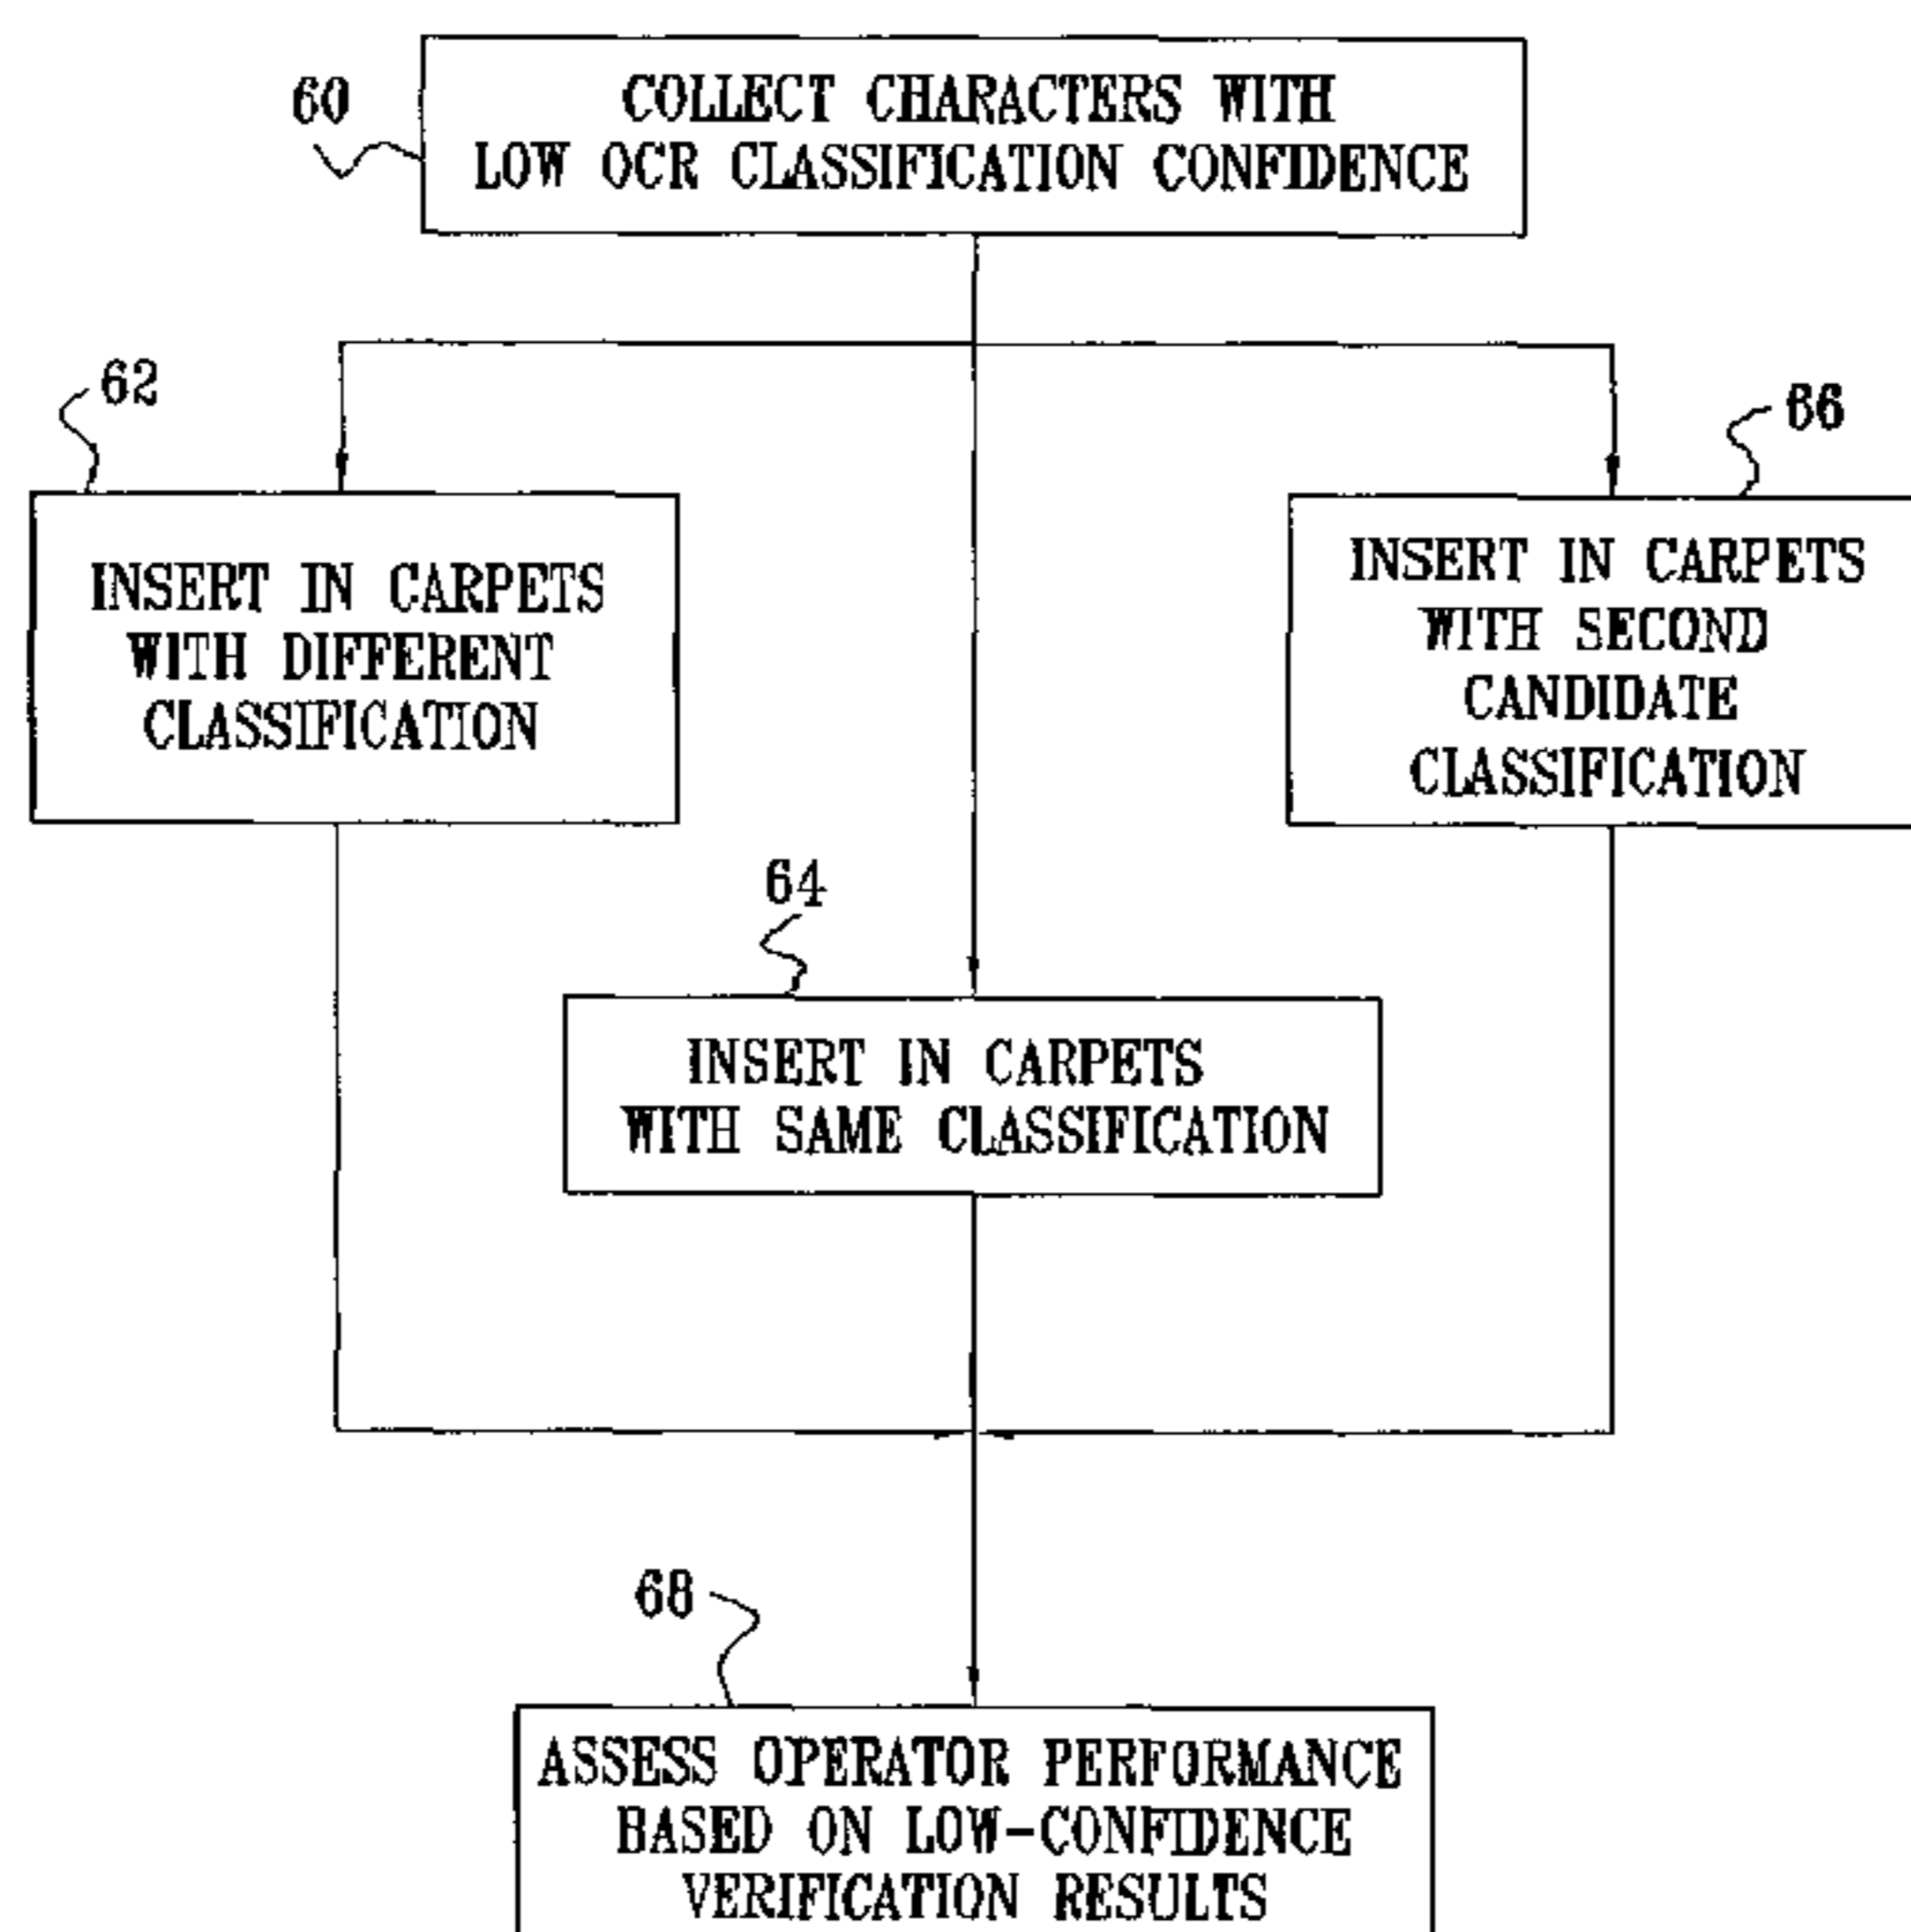 60
COLLECT CHARACTERS WITH
LOW OCR CLASSIFICATION CONFIDENCE
62
INSERT IN CARPETS
WITH DIFFERENT
CLASSIFICATION
66
INSERT IN CARPETS
WITH SECOND
CANDIDATE
CLASSIFICATION
64
INSERT IN CARPETS
WITH SAME CLASSIFICATION
68
ASSESS OPERATOR PERFORMANCE
BASED ON LOW-CONFIDENCE
VERIFICATION RESULTS